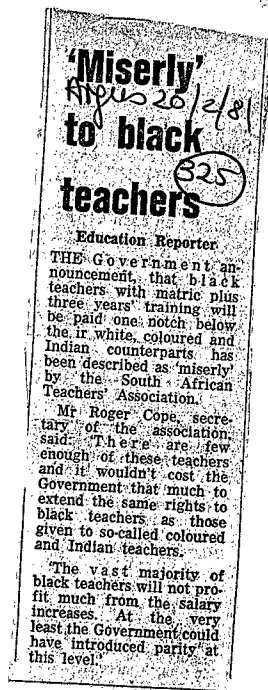 'Miserly'
Argus 20/2/81
to black
325
teachers
Education Reporter
THE Government an-
nouncement, that black
teachers with matric plus
three years' training will
be paid one notch below
the ir white, coloured and
Indian counterparts has
been described as 'miserly'
by the South African
Teachers' Association.
Mr Roger Cope, secre-
tary of the association,
said: 'There are few
enough of these teachers
and it wouldn't cost the
Government that much to
extend the same rights to
black teachers as those
given to so-called coloured
and Indian teachers.
'The vast majority of
black teachers will not pro-
fit much from the salary
increases. At the very
least the Government could
have introduced parity at
this level.'